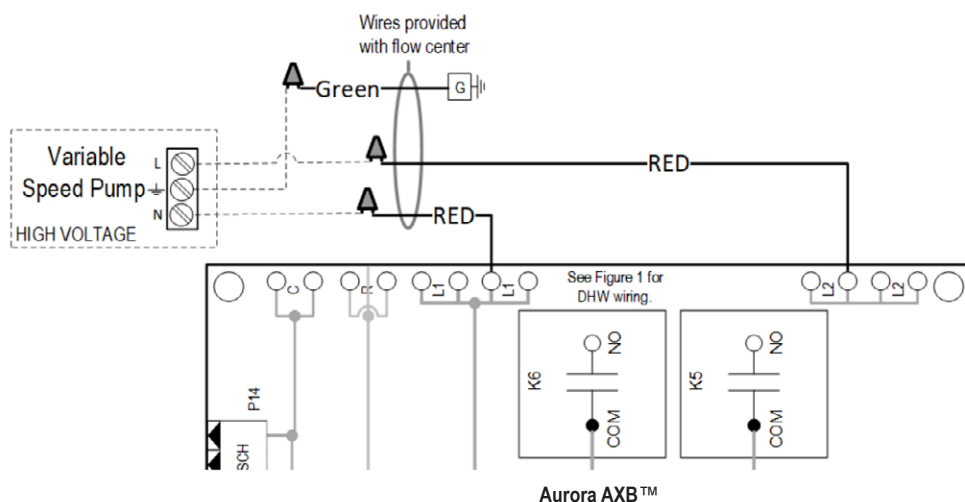 Wires provided
with flow center
Green
G
Variable
Speed Pump
L
N
HIGH VOLTAGE
RED
RED
C
R
L1
L1
See Figure 1 for
DHW wiring.
L2
L2
K6
NO
COM
K5
NO
COM
P14
SCH
Aurora AXB™